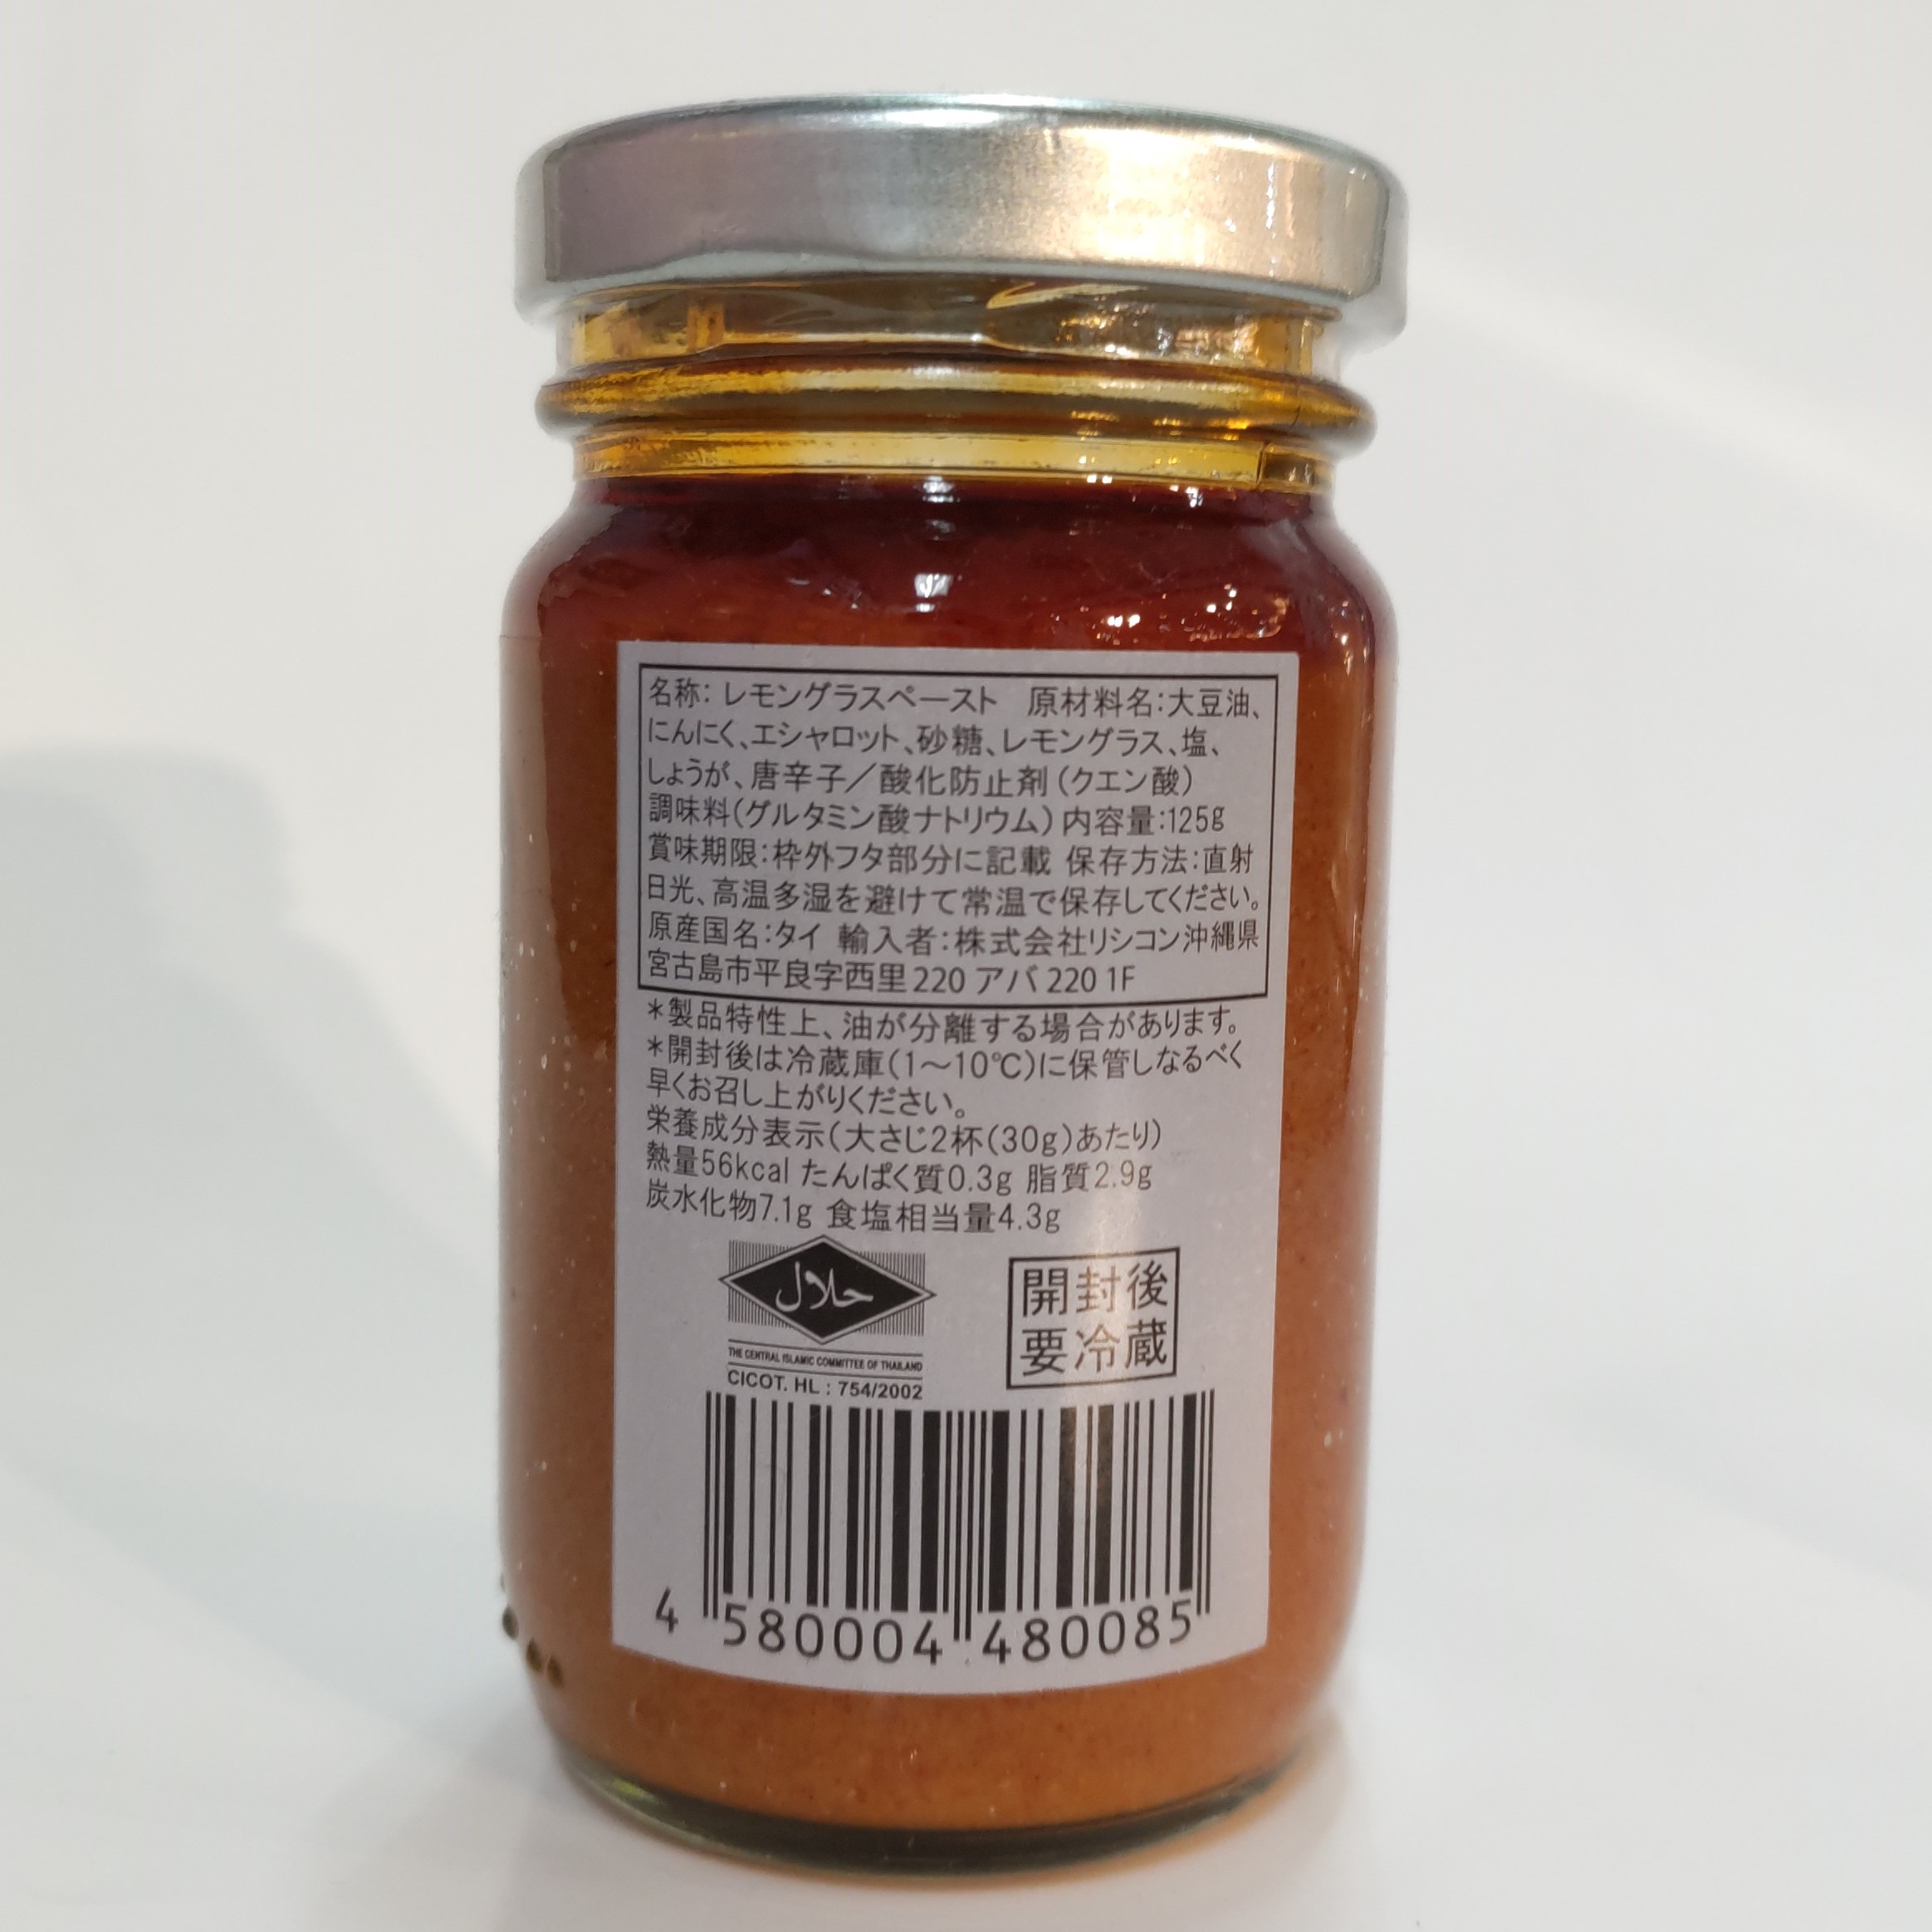 名称: レモングラスペースト　原材料名:大豆油、
にんにく、エシャロット、砂糖、レモングラス、塩、
しょうが、唐辛子／酸化防止剤(クエン酸)
調味料(グルタミン酸ナトリウム) 内容量:125g
賞味期限:枠外フタ部分に記載 保存方法:直射
日光、高温多湿を避けて常温で保存してください。
原産国名:タイ 輸入者:株式会社リシコン沖縄県
宮古島市平良字西里220 アバ220 1F
*製品特性上、油が分離する場合があります。
*開封後は冷蔵庫(1～10℃)に保管しなるべく
早くお召し上がりください。
栄養成分表示(大さじ2杯(30g)あたり)
熱量56kcal たんぱく質0.3g 脂質2.9g
炭水化物7.1g 食塩相当量4.3g
حلال
THE CENTRAL ISLAMIC COMMITTEE OF THAILAND
CICOT. HL : 754/2002
開封後
要冷蔵
4 580004 480085